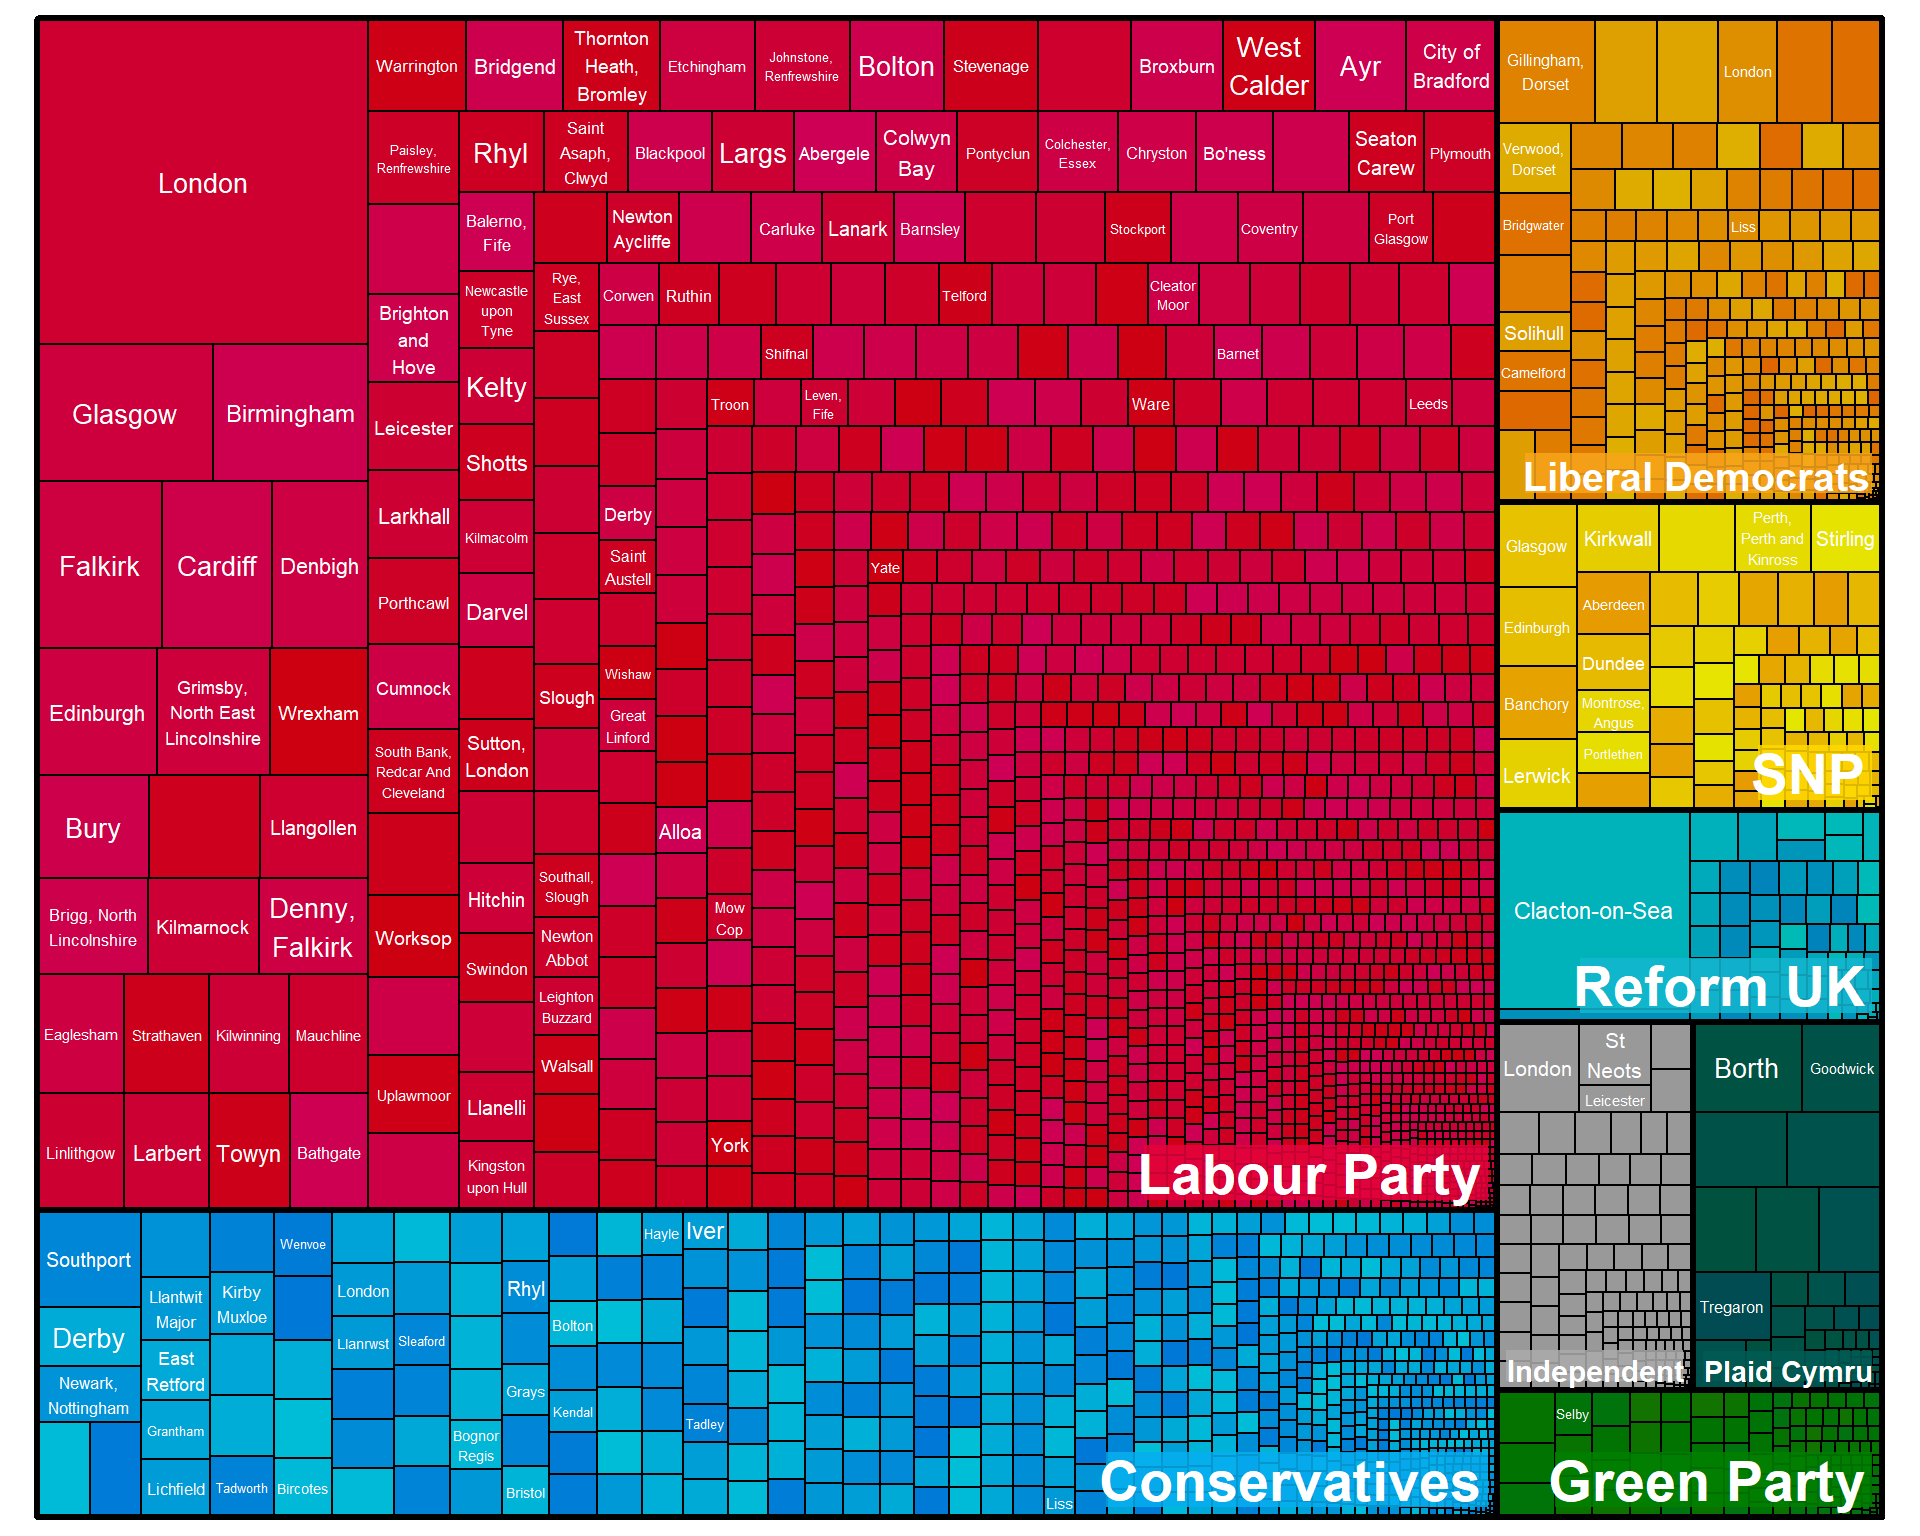 London
Warrington
Bridgend
Thornton
Heath,
Bromley
Etchingham
Johnstone,
Renfrewshire
Bolton
Stevenage
Broxburn
West
Calder
Ayr
City of
Bradford
Paisley,
Renfrewshire
Rhyl
Saint
Asaph,
Clwyd
Blackpool
Largs
Abergele
Colwyn
Bay
Pontyclun
Colchester,
Essex
Chryston
Bo'ness
Seaton
Carew
Plymouth
Balerno,
Fife
Newton
Aycliffe
Carluke
Lanark
Barnsley
Stockport
Coventry
Port
Glasgow
Brighton
and
Hove
Newcastle
upon
Tyne
Rye,
East
Sussex
Corwen
Ruthin
Telford
Cleator
Moor
Shifnal
Barnet
Glasgow
Birmingham
Leicester
Kelty
Troon
Leven,
Fife
Ware
Leeds
Shotts
Falkirk
Cardiff
Denbigh
Larkhall
Kilmacolm
Derby
Saint
Austell
Yate
Porthcawl
Darvel
Edinburgh
Grimsby,
North East
Lincolnshire
Wrexham
Cumnock
Slough
Wishaw
Great
Linford
South Bank,
Redcar And
Cleveland
Sutton,
London
Bury
Llangollen
Alloa
Brigg, North
Lincolnshire
Kilmarnock
Denny,
Falkirk
Worksop
Hitchin
Southall,
Slough
Mow
Cop
Newton
Abbot
Swindon
Leighton
Buzzard
Eaglesham
Strathaven
Kilwinning
Mauchline
Uplawmoor
Walsall
Llanelli
Linlithgow
Larbert
Towyn
Bathgate
Kingston
upon Hull
York
Labour Party
Southport
Wenvoe
Hayle
Iver
Llantwit
Major
Kirby
Muxloe
London
Rhyl
Derby
Llanrwst
Sleaford
Bolton
East
Retford
Newark,
Nottingham
Grays
Kendal
Grantham
Bognor
Regis
Tadley
Lichfield
Tadworth
Bircotes
Bristol
Liss
Conservatives
Gillingham,
Dorset
London
Verwood,
Dorset
Bridgwater
Liss
Solihull
Camelford
Liberal Democrats
Glasgow
Kirkwall
Perth,
Perth and
Kinross
Stirling
Edinburgh
Aberdeen
Dundee
Banchory
Montrose,
Angus
Portlethen
Lerwick
SNP
Clacton-on-Sea
Reform UK
London
St
Neots
Leicester
Independent
Borth
Goodwick
Tregaron
Plaid Cymru
Selby
Green Party